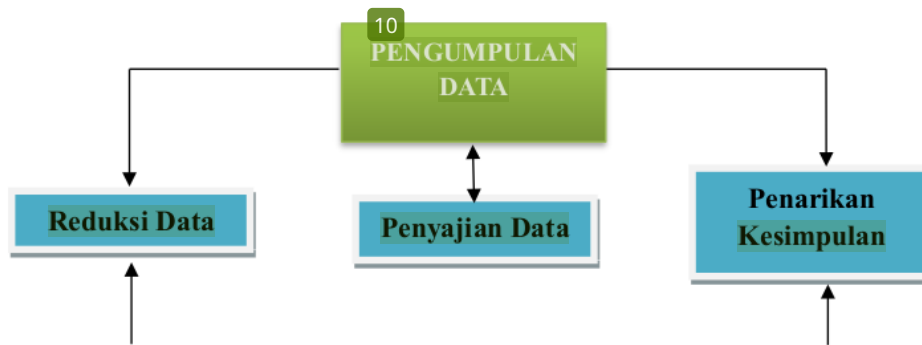 10
PENGUMPULAN
DATA
Reduksi Data
Penyajian Data
Penarikan
Kesimpulan